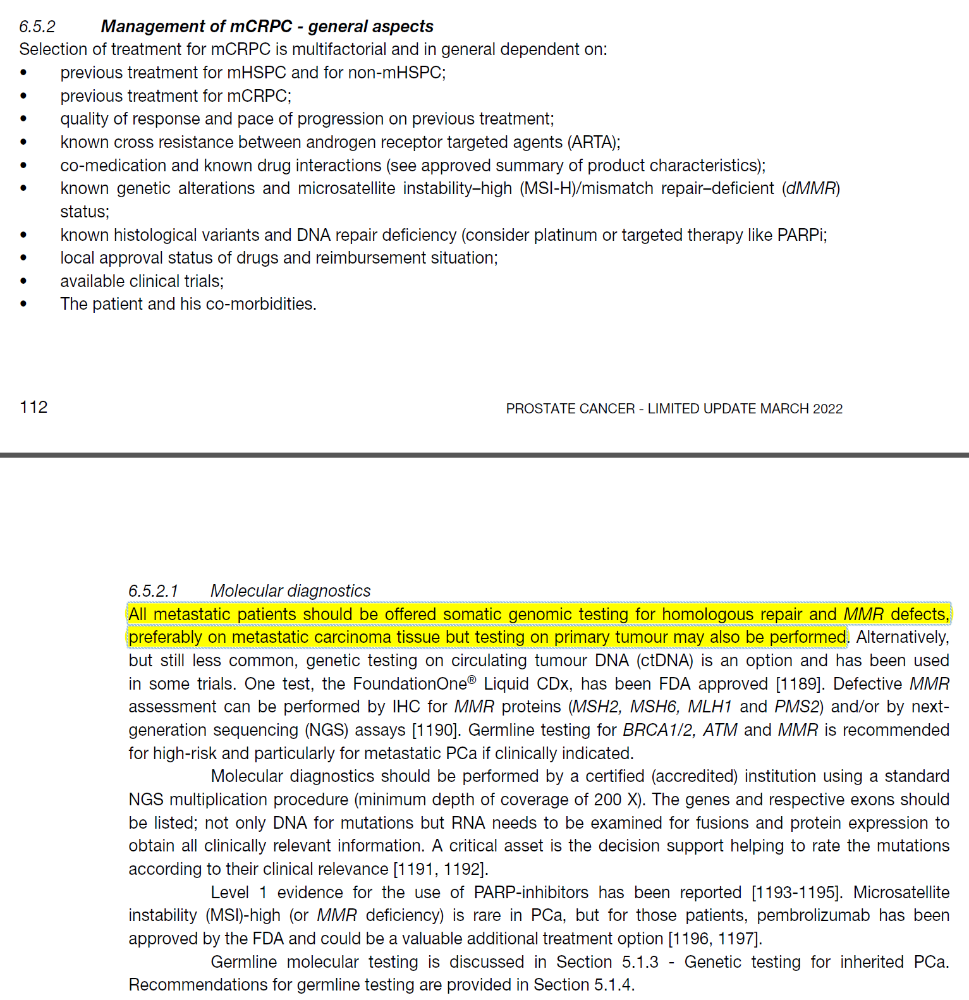 6.5.2 Management of mCRPC - general aspects
Selection of treatment for mCRPC is multifactorial and in general dependent on:
• previous treatment for mHSPC and for non-mHSPC;
• previous treatment for mCRPC;
• quality of response and pace of progression on previous treatment;
• known cross resistance between androgen receptor targeted agents (ARTA);
• co-medication and known drug interactions (see approved summary of product characteristics);
• known genetic alterations and microsatellite instability–high (MSI-H)/mismatch repair–deficient (dMMR)
status;
• known histological variants and DNA repair deficiency (consider platinum or targeted therapy like PARPi;
• local approval status of drugs and reimbursement situation;
• available clinical trials;
• The patient and his co-morbidities.
112 PROSTATE CANCER - LIMITED UPDATE MARCH 2022
6.5.2.1 Molecular diagnostics
All metastatic patients should be offered somatic genomic testing for homologous repair and MMR defects,
preferably on metastatic carcinoma tissue but testing on primary tumour may also be performed. Alternatively,
but still less common, genetic testing on circulating tumour DNA (ctDNA) is an option and has been used
in some trials. One test, the FoundationOne® Liquid CDx, has been FDA approved [1189]. Defective MMR
assessment can be performed by IHC for MMR proteins (MSH2, MSH6, MLH1 and PMS2) and/or by next-
generation sequencing (NGS) assays [1190]. Germline testing for BRCA1/2, ATM and MMR is recommended
for high-risk and particularly for metastatic PCa if clinically indicated.
Molecular diagnostics should be performed by a certified (accredited) institution using a standard
NGS multiplication procedure (minimum depth of coverage of 200 X). The genes and respective exons should
be listed; not only DNA for mutations but RNA needs to be examined for fusions and protein expression to
obtain all clinically relevant information. A critical asset is the decision support helping to rate the mutations
according to their clinical relevance [1191, 1192].
Level 1 evidence for the use of PARP-inhibitors has been reported [1193-1195]. Microsatellite
instability (MSI)-high (or MMR deficiency) is rare in PCa, but for those patients, pembrolizumab has been
approved by the FDA and could be a valuable additional treatment option [1196, 1197].
Germline molecular testing is discussed in Section 5.1.3 - Genetic testing for inherited PCa.
Recommendations for germline testing are provided in Section 5.1.4.